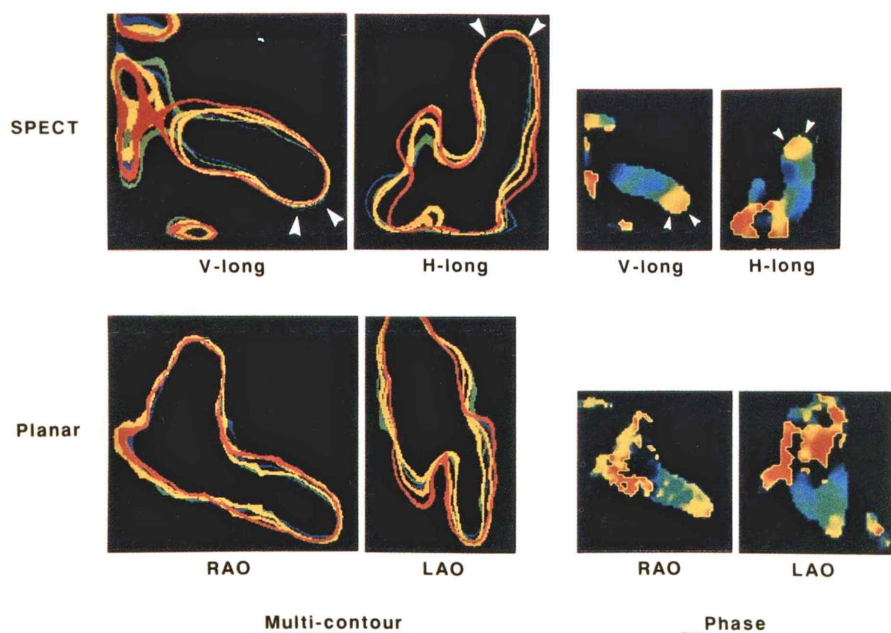 SPECT
V-long
H-long
V-long
H-long
Planar
RAO
LAO
RAO
LAO
Multi-contour
Phase